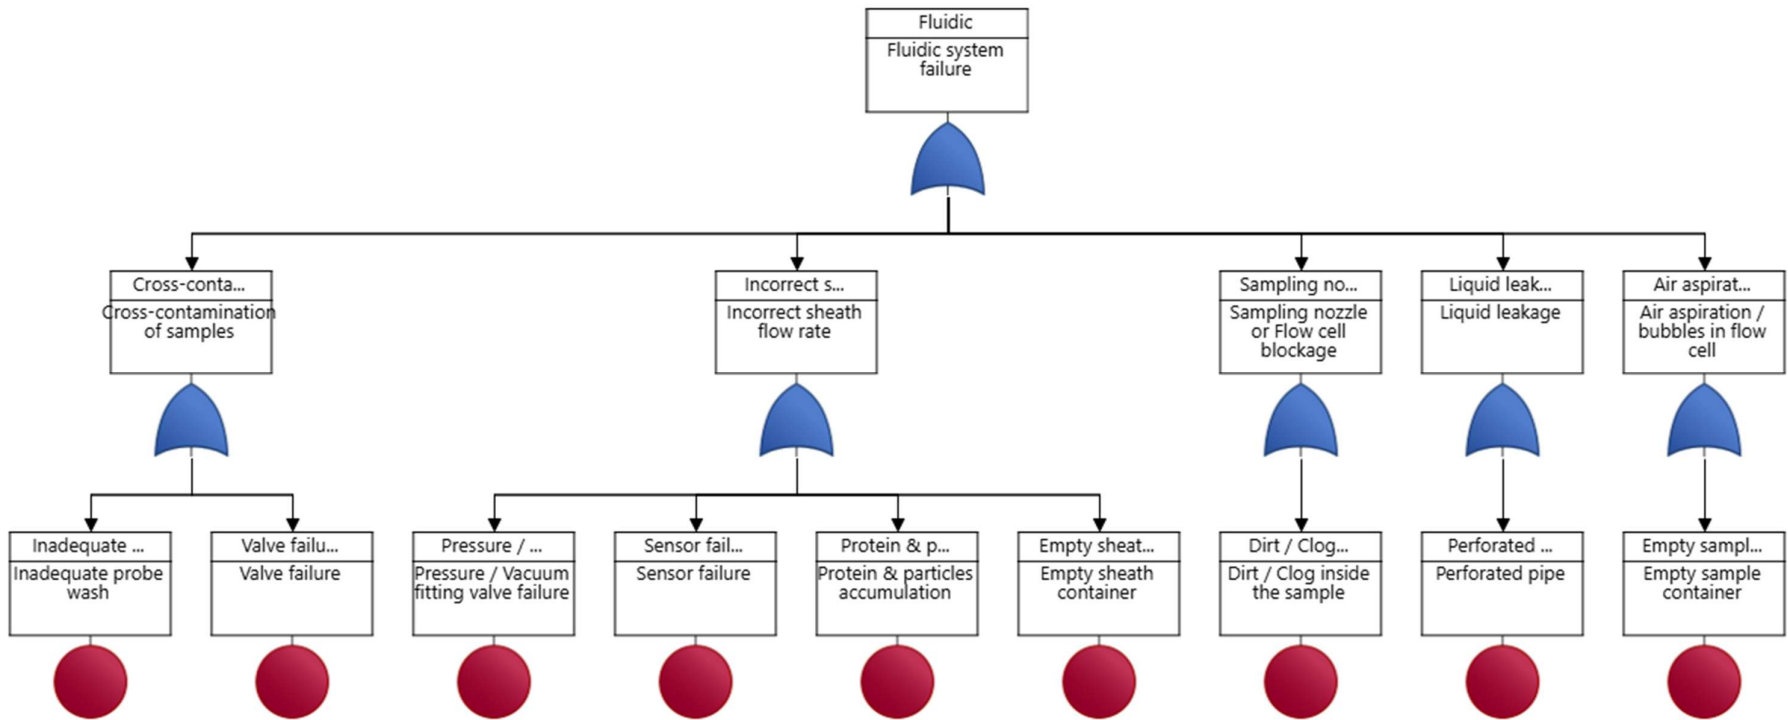 Fluidic
Fluidic system
failure
Cross-conta...
Cross-contamination
of samples
Incorrect s...
Incorrect sheath
flow rate
Sampling no...
Sampling nozzle
or Flow cell
blockage
Liquid leak...
Liquid leakage
Air aspirat...
Air aspiration /
bubbles in flow
cell
Inadequate ...
Inadequate probe
wash
Valve failu...
Valve failure
Pressure / ...
Pressure / Vacuum
fitting valve failure
Sensor fail...
Sensor failure
Protein & p...
Protein & particles
accumulation
Empty sheat...
Empty sheath
container
Dirt / Clog...
Dirt / Clog inside
the sample
Perforated ...
Perforated pipe
Empty sampl...
Empty sample
container